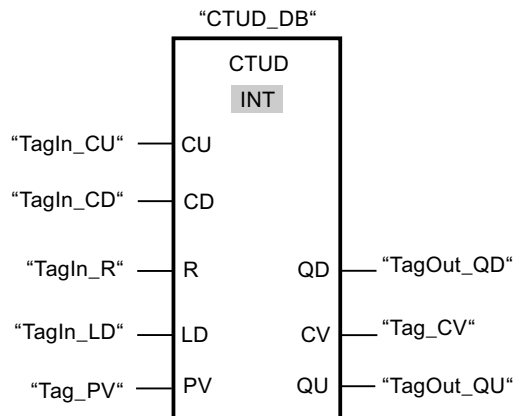 “CTUD_DB“
CTUD
INT
“TagIn_CU“ CU
“TagIn_CD“ CD
“TagIn_R“ R QD “TagOut_QD“
“TagIn_LD“ LD CV “Tag_CV“
“Tag_PV“ PV QU “TagOut_QU“